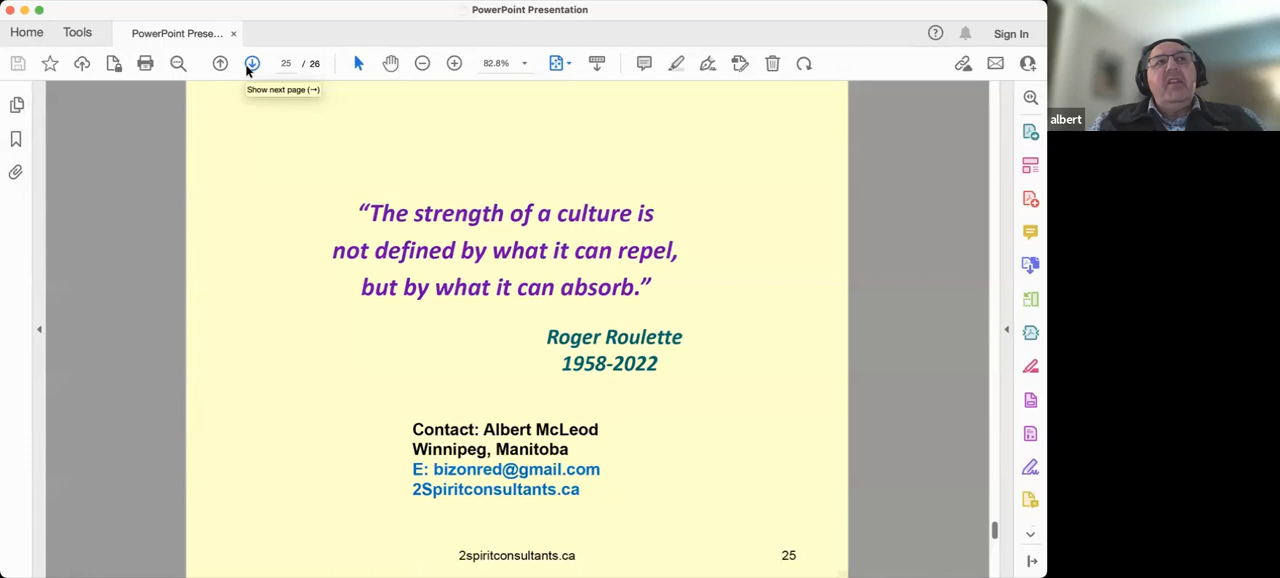 PowerPoint Presentation
Home
Tools
PowerPoint Prese...
×
Sign In
25 / 26
82.8%
Show next page (→)
albert
“The strength of a culture is
not defined by what it can repel,
but by what it can absorb.”
Roger Roulette
1958-2022
Contact: Albert McLeod
Winnipeg, Manitoba
E: bizonred@gmail.com
2Spiritconsultants.ca
2spiritconsultants.ca
25